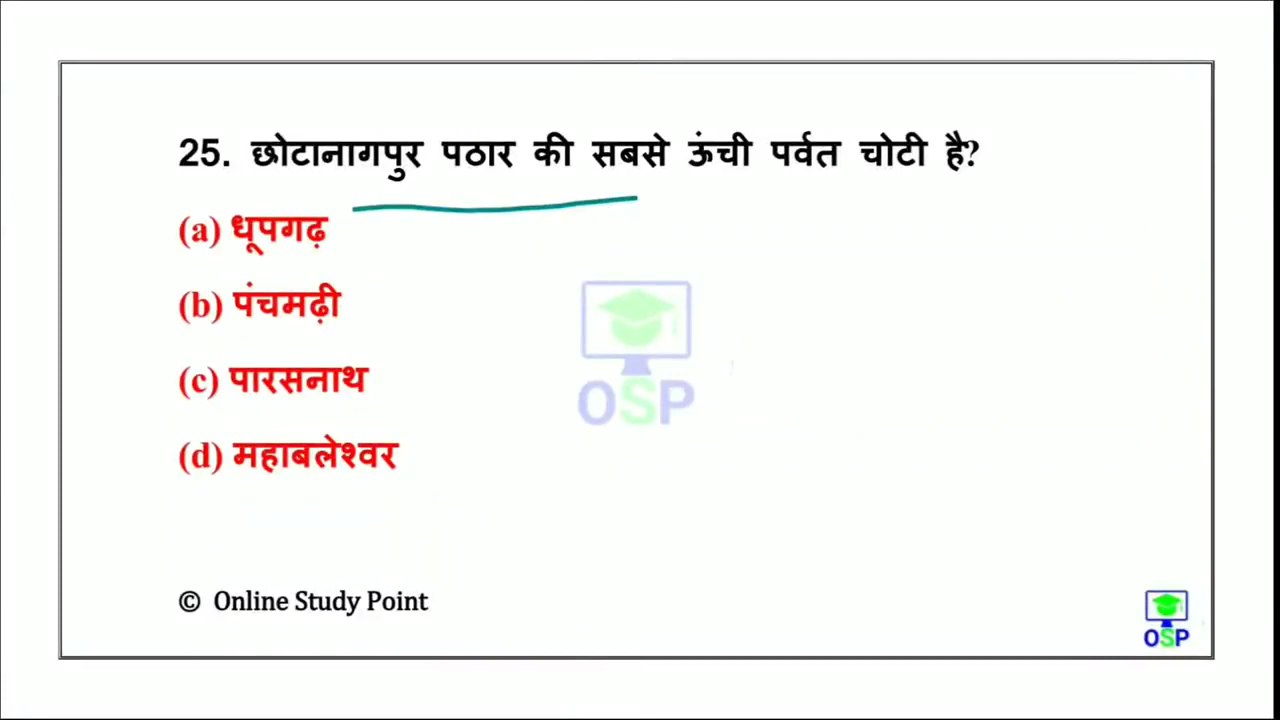 25. छोटानागपुर पठार की सबसे ऊंची पर्वत चोटी है?
(a) धूपगढ़
(b) पंचमढ़ी
(c) पारसनाथ
(d) महाबलेश्वर
OSP
© Online Study Point
OSP